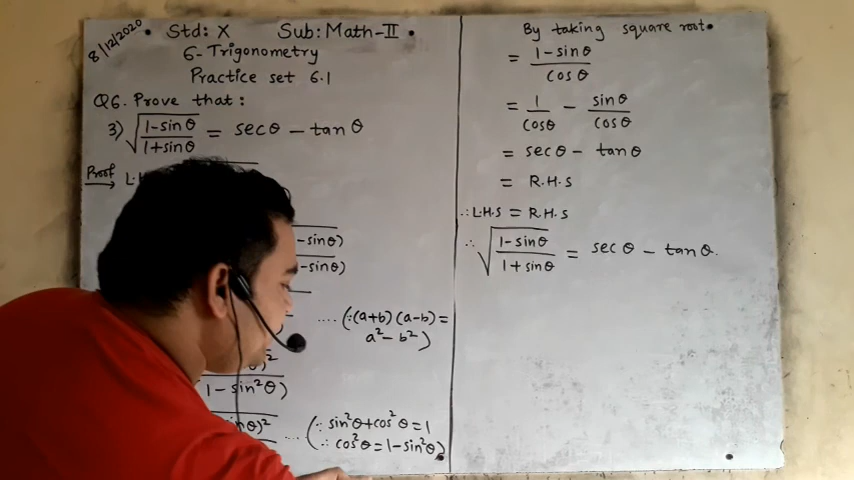 8/12/2020 • Std: X Sub: Math-II •
6- Trigonometry
Practice set 6.1
Q6. Prove that:
3) √((1-sinθ)/(1+sinθ)) = secθ - tanθ
Proof → L.H
-sinθ)
-sinθ)
.... (∵(a+b)(a-b) =
a²-b²)
θ)²
1-sin²θ)
θ)² ... (∵ sin²θ+cos²θ=1
∴ cos²θ=1-sin²θ)
By taking square root•
= (1-sinθ)/cosθ
= 1/cosθ - sinθ/cosθ
= secθ - tanθ
= R.H.S
∴ L.H.S = R.H.S
∴ √((1-sinθ)/(1+sinθ)) = secθ - tanθ.